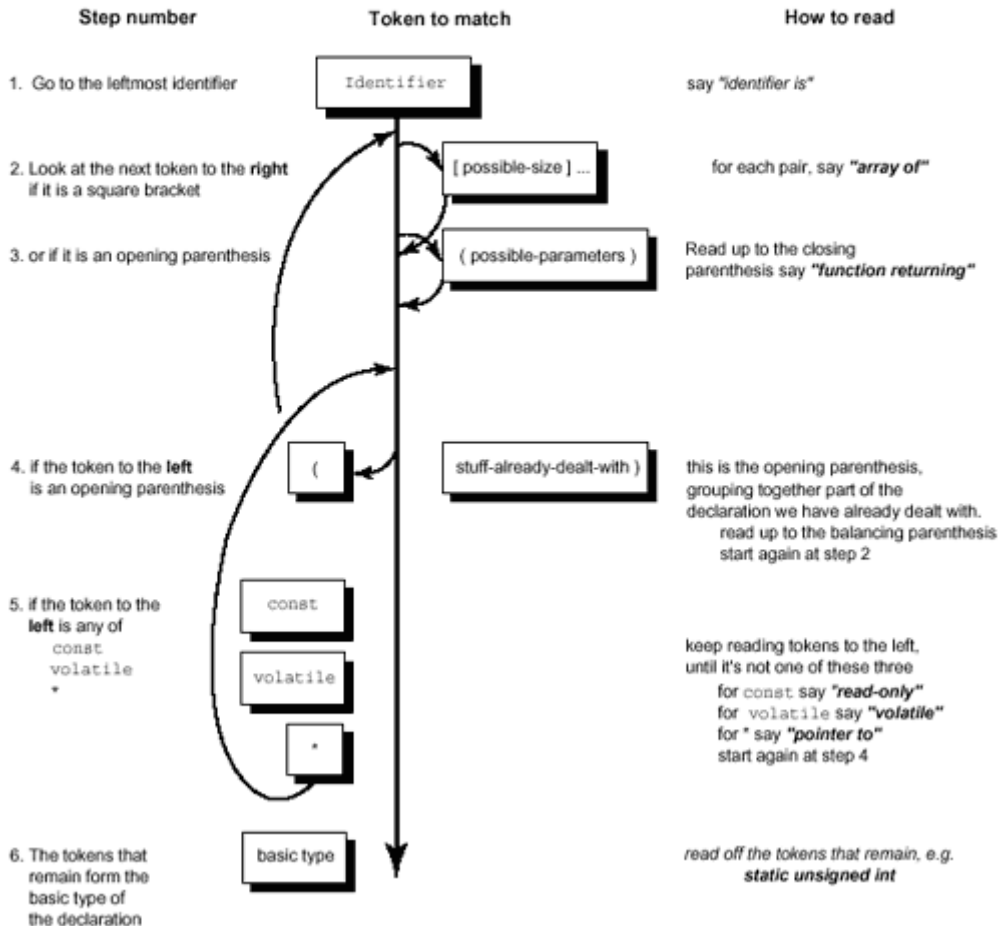 Step number
Token to match
How to read
1. Go to the leftmost identifier
Identifier
say "identifier is"
2. Look at the next token to the right
if it is a square bracket
[ possible-size ] ...
for each pair, say "array of"
3. or if it is an opening parenthesis
( possible-parameters )
Read up to the closing
parenthesis say "function returning"
4. if the token to the left
is an opening parenthesis
(
stuff-already-dealt-with )
this is the opening parenthesis,
grouping together part of the
declaration we have already dealt with.
read up to the balancing parenthesis
start again at step 2
5. if the token to the
left is any of
const
volatile
*
const
volatile
*
keep reading tokens to the left,
until it's not one of these three
for const say "read-only"
for volatile say "volatile"
for * say "pointer to"
start again at step 4
6. The tokens that
remain form the
basic type of
the declaration
basic type
read off the tokens that remain, e.g.
static unsigned int